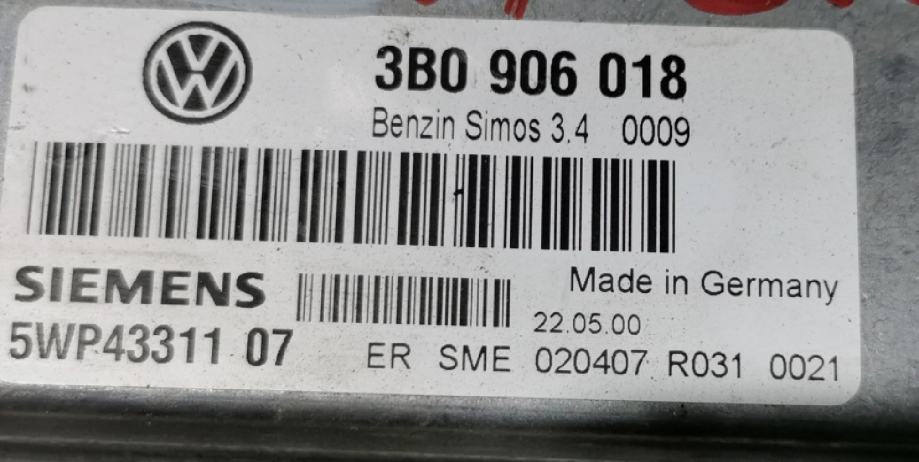 3B0 906 018
Benzin Simos 3.4 0009
SIEMENS
Made in Germany
5WP43311 07
22.05.00
ER SME 020407 R031 0021